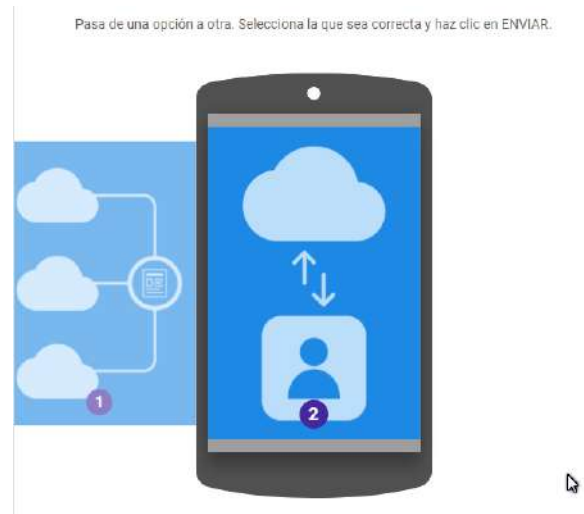 Pasa de una opción a otra. Selecciona la que sea correcta y haz clic en ENVIAR.
1
2